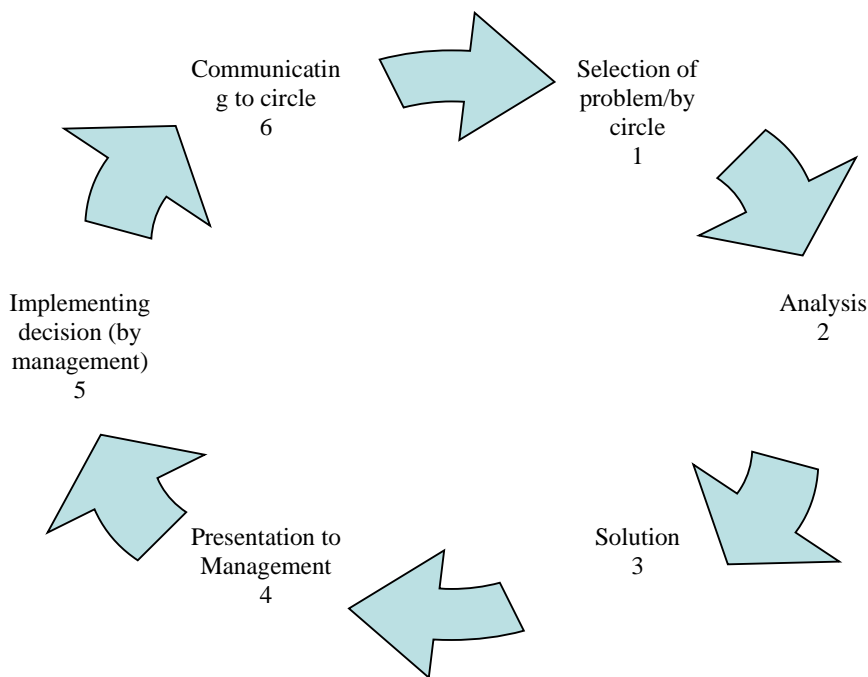 Communicatin
g to circle
6
Selection of
problem/by
circle
1
Analysis
2
Solution
3
Presentation to
Management
4
Implementing
decision (by
management)
5